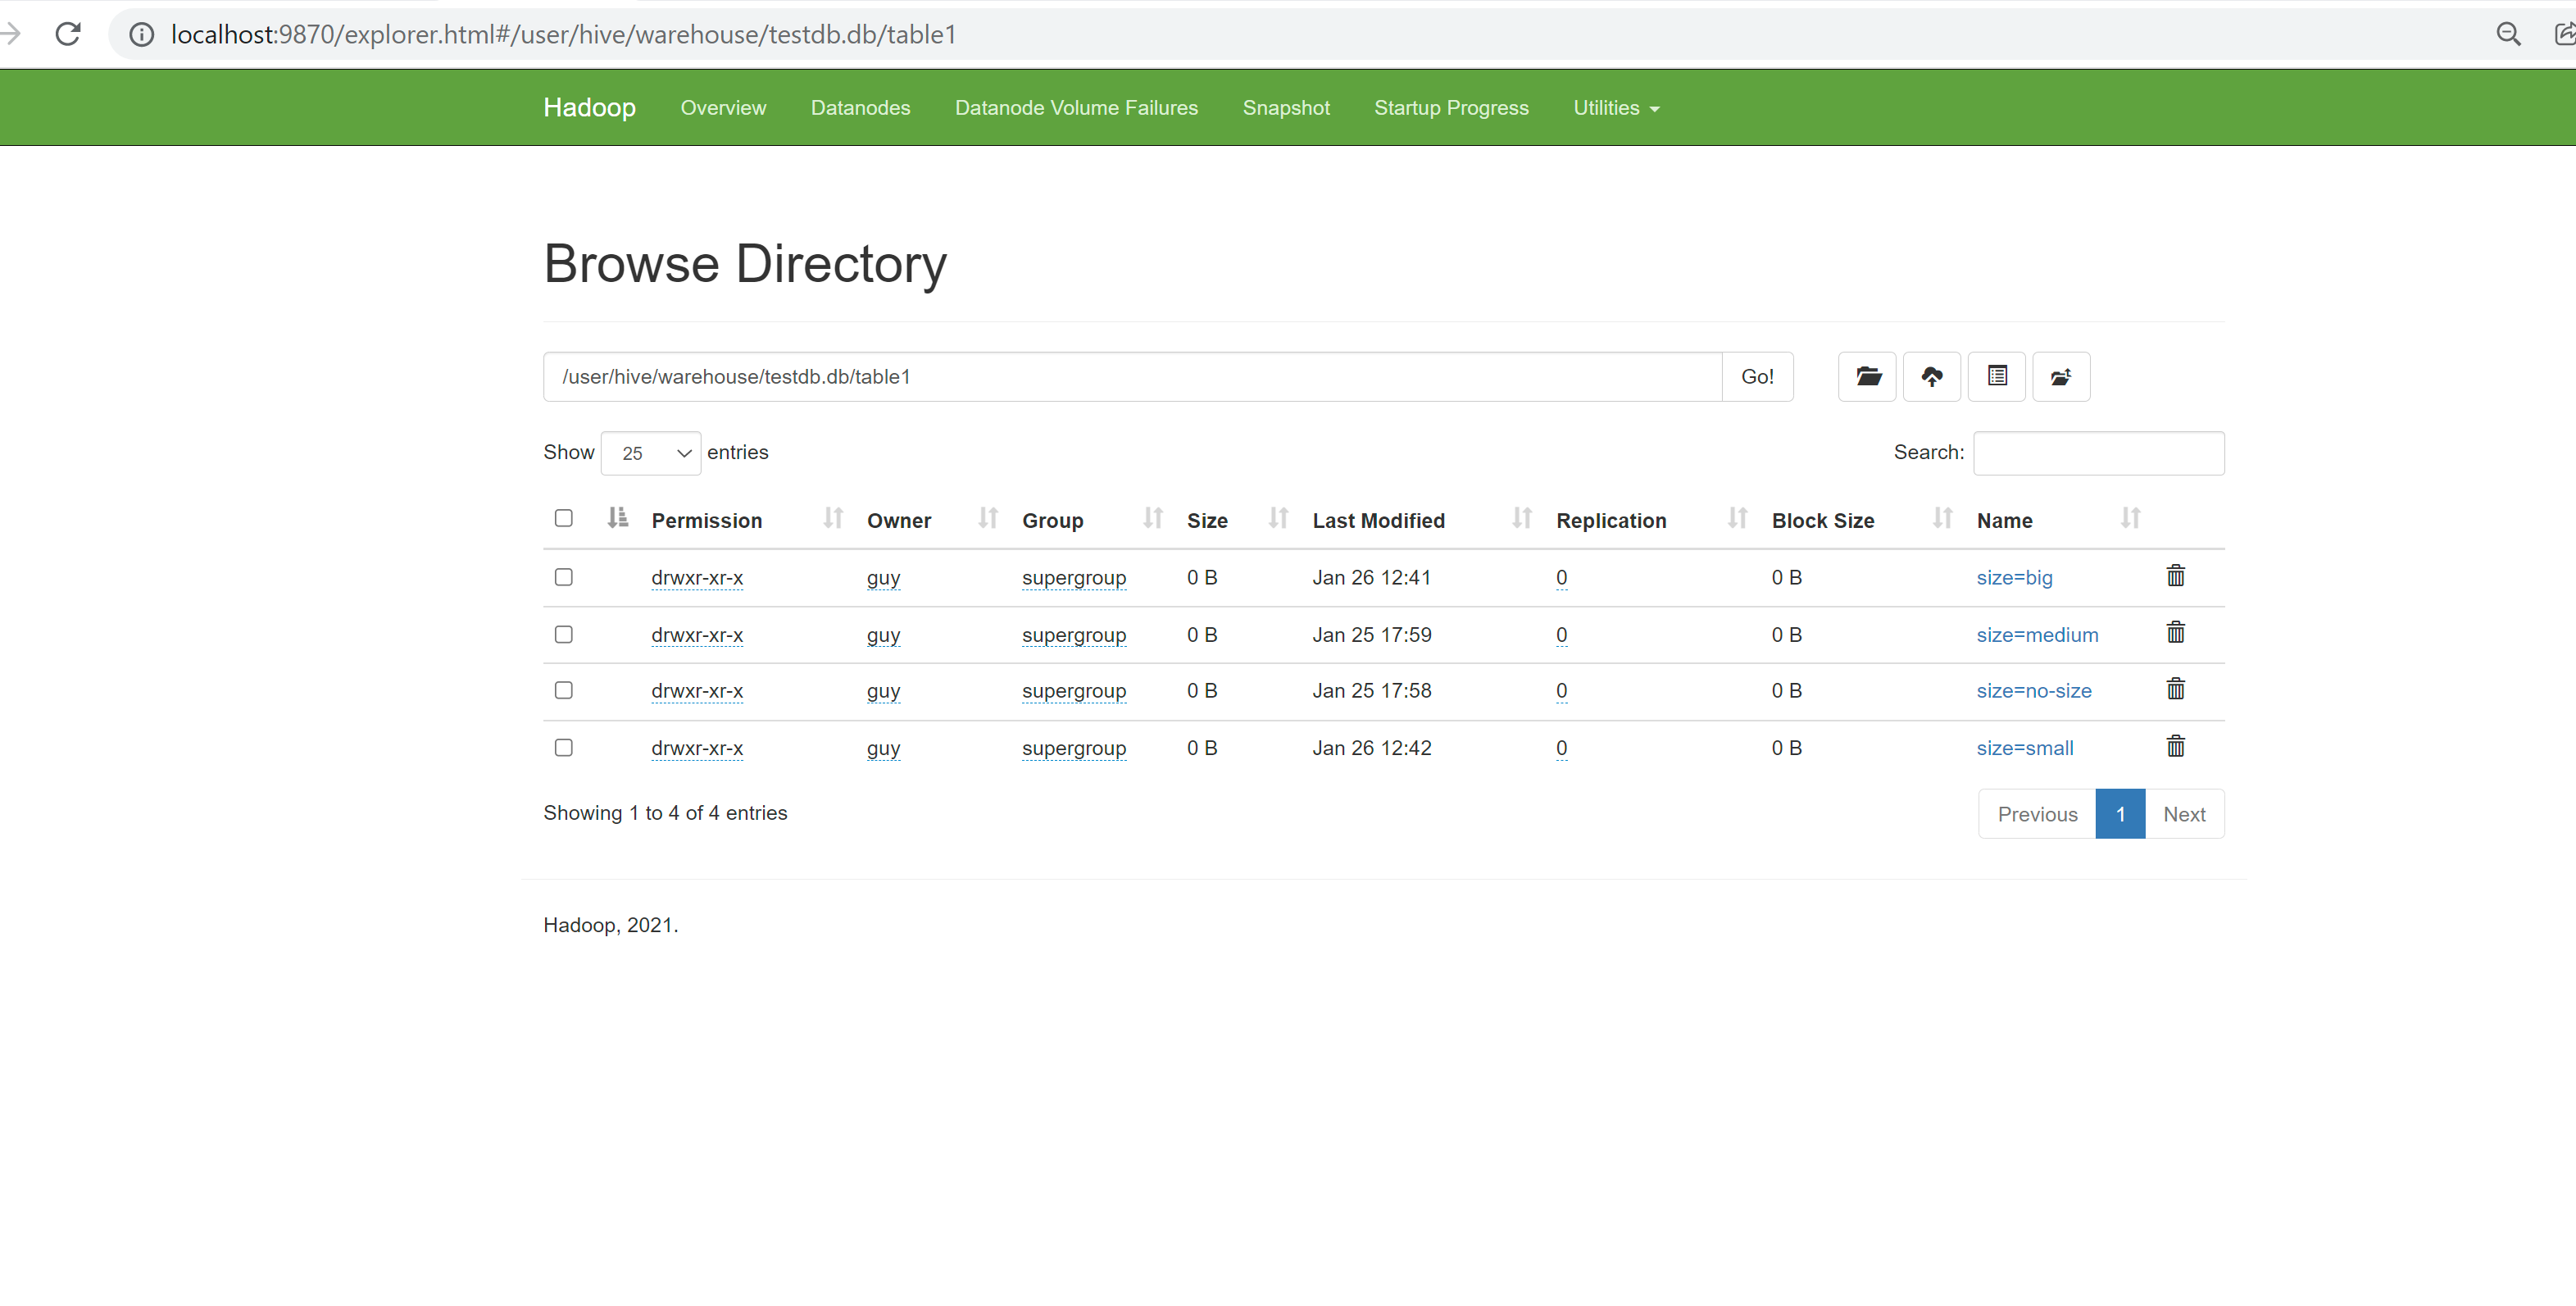 localhost:9870/explorer.html#/user/hive/warehouse/testdb.db/table1
Hadoop Overview Datanodes Datanode Volume Failures Snapshot Startup Progress Utilities
Browse Directory
/user/hive/warehouse/testdb.db/table1 Go!
Show 25 entries Search:
Permission Owner Group Size Last Modified Replication Block Size Name
drwxr-xr-x guy supergroup 0 B Jan 26 12:41 0 0 B size=big
drwxr-xr-x guy supergroup 0 B Jan 25 17:59 0 0 B size=medium
drwxr-xr-x guy supergroup 0 B Jan 25 17:58 0 0 B size=no-size
drwxr-xr-x guy supergroup 0 B Jan 26 12:42 0 0 B size=small
Showing 1 to 4 of 4 entries Previous 1 Next
Hadoop, 2021.